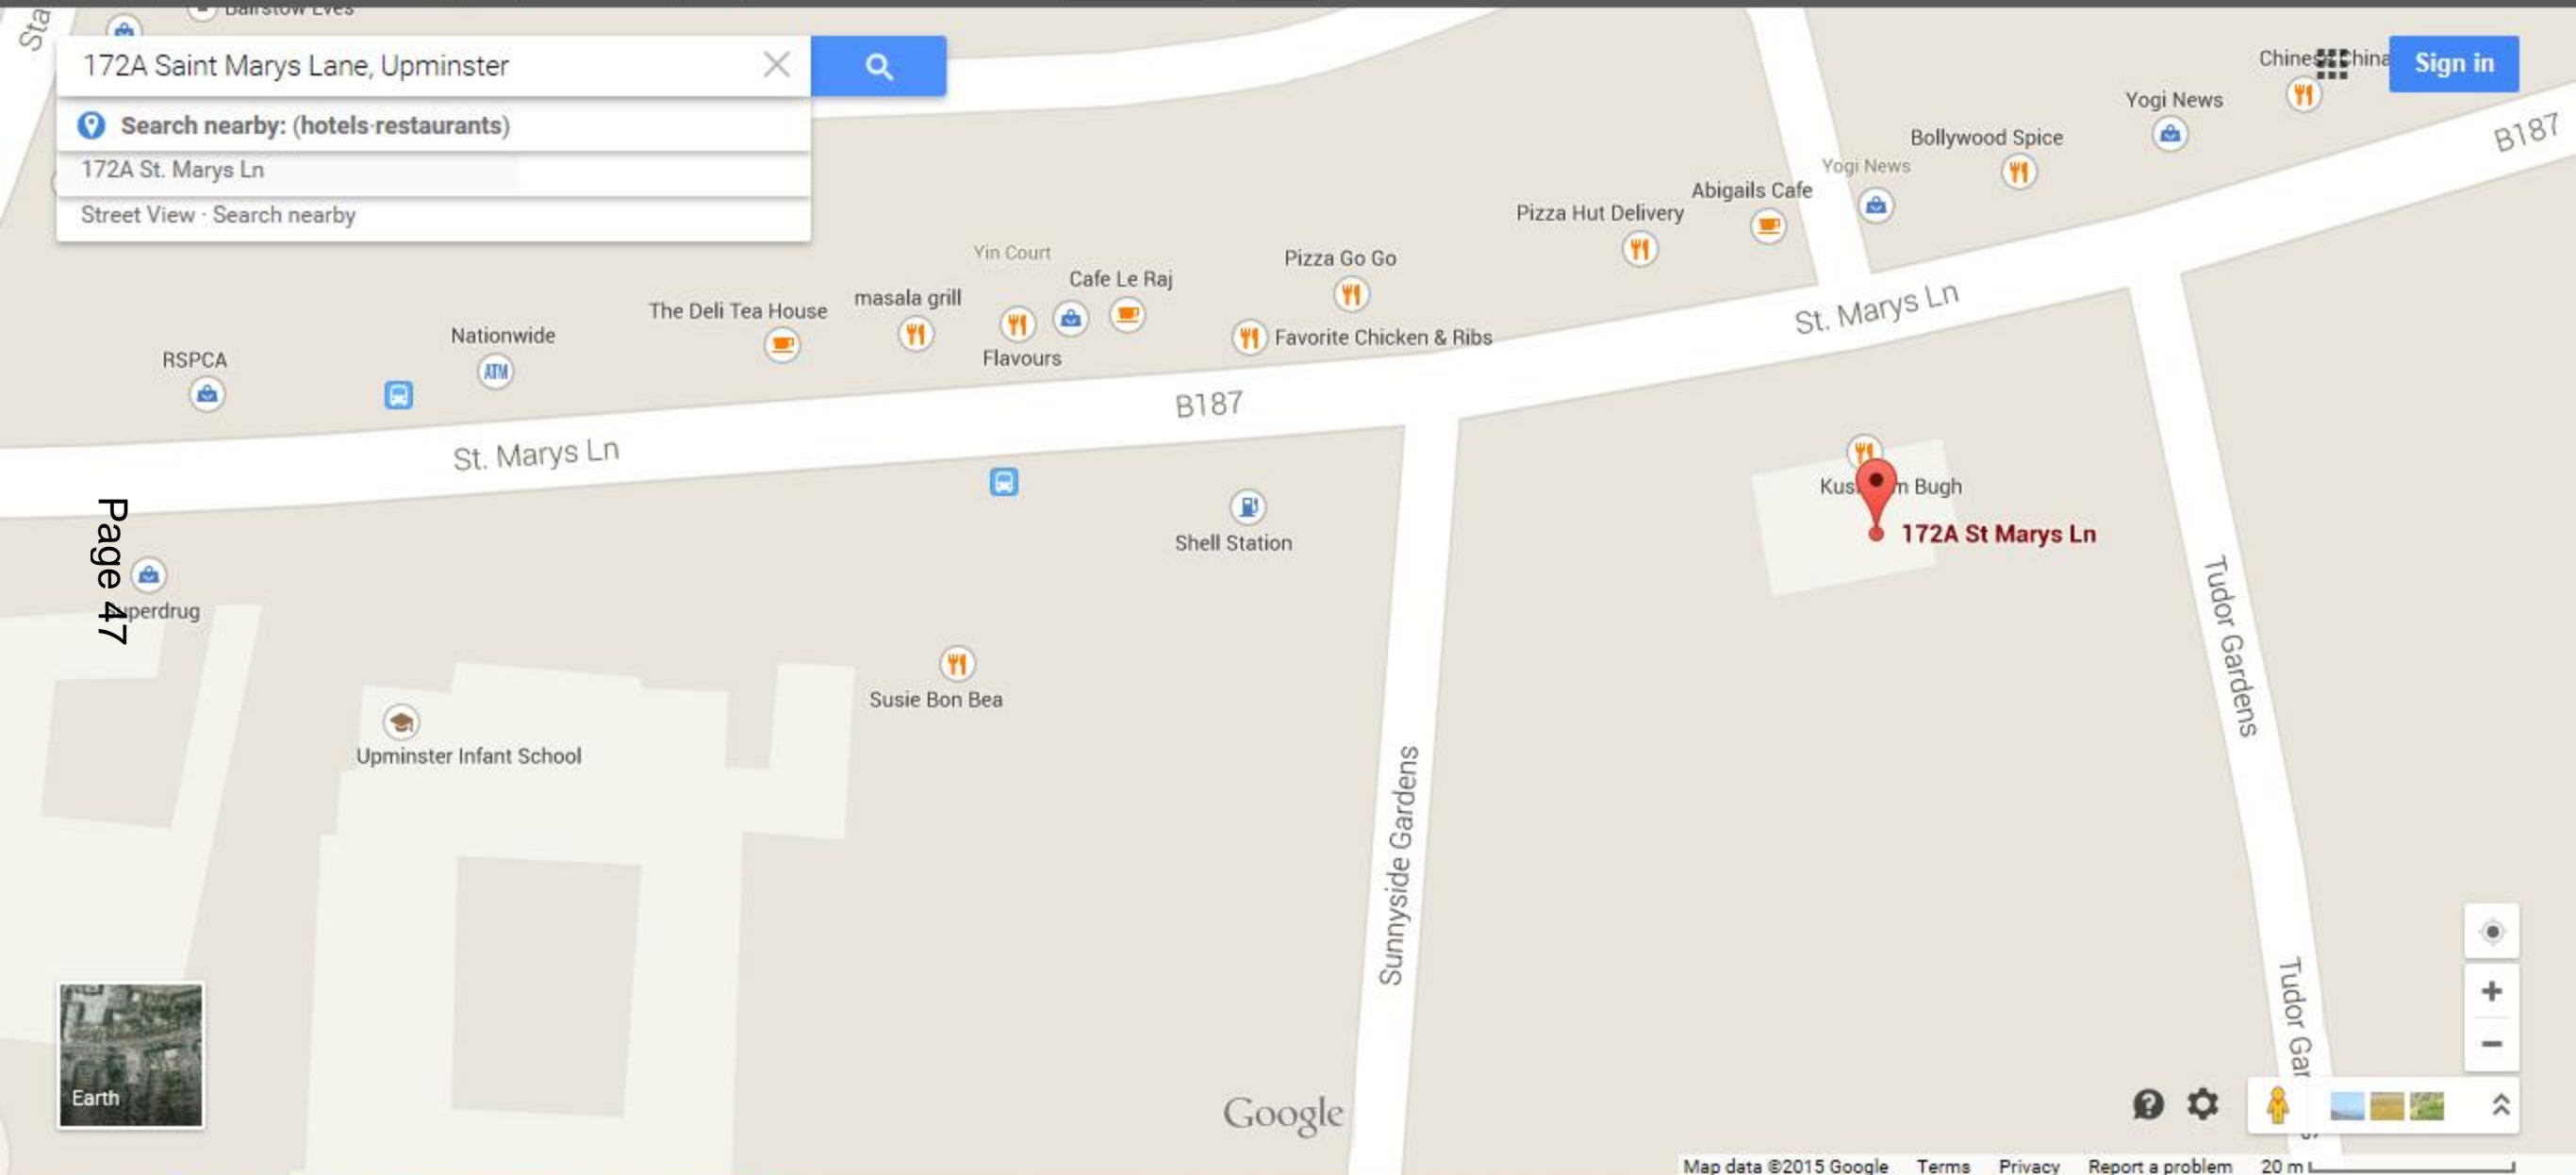 Bairstow Eves
Sta
172A Saint Marys Lane, Upminster
Search nearby: (hotels·restaurants)
172A St. Marys Ln
Street View · Search nearby
Sign in
Yogi News
B187
Bollywood Spice
Yogi News
Abigails Cafe
Pizza Hut Delivery
Yin Court
Pizza Go Go
Cafe Le Raj
masala grill
The Deli Tea House
Nationwide
ATM
RSPCA
Flavours
Favorite Chicken & Ribs
St. Marys Ln
B187
St. Marys Ln
Bugh
172A St Marys Ln
Shell Station
Page 47
Susie Bon Bea
Upminster Infant School
Tudor Gardens
Sunnyside Gardens
Tudor Gar
Earth
Google
Map data ©2015 Google Terms Privacy Report a problem 20 m